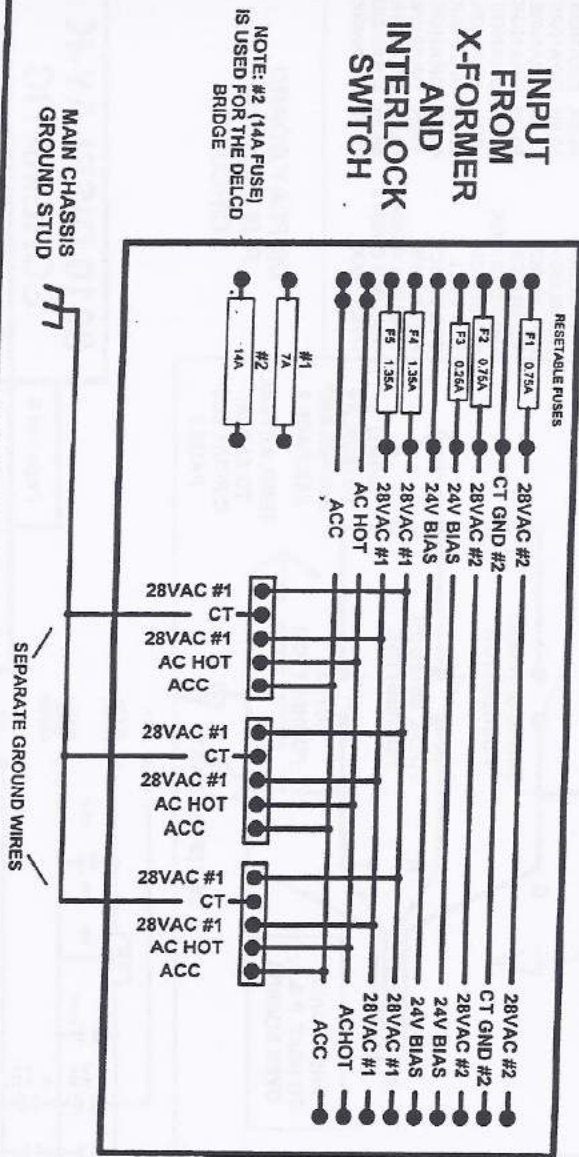 INPUT
FROM
X-FORMER
AND
INTERLOCK
SWITCH
NOTE: #2 (14A FUSE)
IS USED FOR THE DELCD
BRIDGE
MAIN CHASSIS
GROUND STUD
RESETABLE FUSES
F1 0.75A
F2 0.75A
F3 0.25A
F4 1.35A
F5 1.35A
#1
7A
#2
14A
28VAC #2
CT GND #2
28VAC #2
24V BIAS
24V BIAS
28VAC #1
28VAC #1
AC HOT
ACC
28VAC #1
CT
28VAC #1
AC HOT
ACC
28VAC #1
CT
28VAC #1
AC HOT
ACC
28VAC #1
CT
28VAC #1
AC HOT
ACC
28VAC #2
CT GND #2
28VAC #2
24V BIAS
24V BIAS
28VAC #1
28VAC #1
ACHOT
ACC
SEPARATE GROUND WIRES